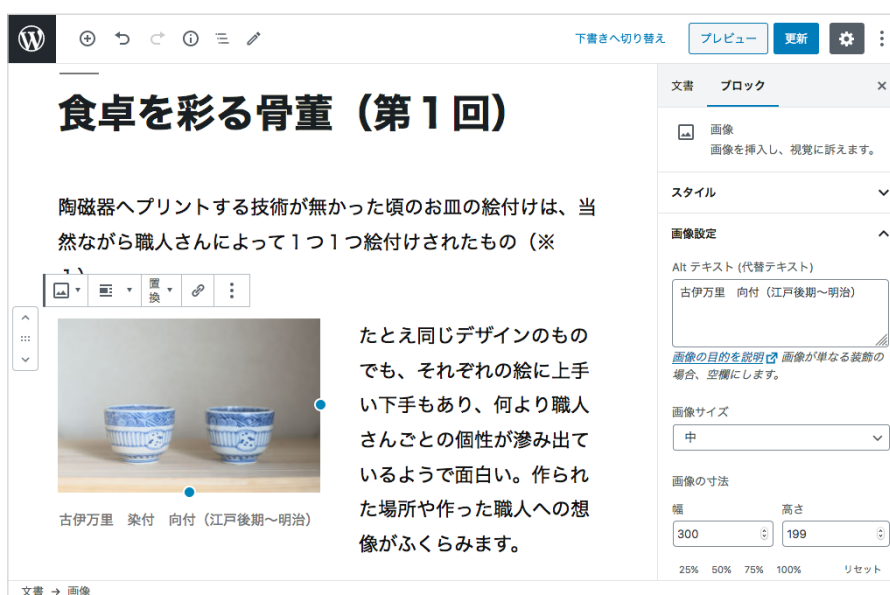 下書きへ切り替え プレビュー 更新
文書 ブロック ×
食卓を彩る骨董（第１回）
陶磁器へプリントする技術が無かった頃のお皿の絵付けは、当
然ながら職人さんによって１つ１つ絵付けされたもの（※
置換
たとえ同じデザインのもの
でも、それぞれの絵に上手
い下手もあり、何より職人
さんごとの個性が滲み出て
いるようで面白い。作られ
た場所や作った職人への想
像がふくらみます。
古伊万里　染付　向付（江戸後期〜明治）
画像
画像を挿入し、視覚に訴えます。
スタイル
画像設定
Alt テキスト (代替テキスト)
古伊万里　向付（江戸後期〜明治）
画像の目的を説明 画像が単なる装飾の
場合、空欄にします。
画像サイズ
中
画像の寸法
幅 高さ
300 199
25% 50% 75% 100% リセット
文書 → 画像